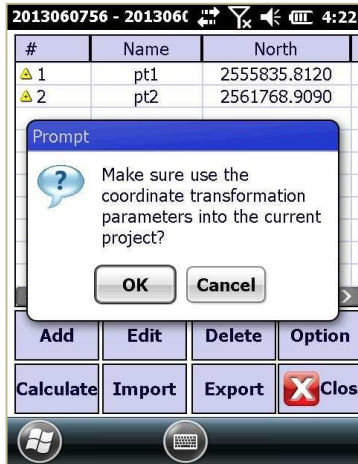 2013060756 - 2013060 4:22
# Name North
1 pt1 2555835.8120
2 pt2 2561768.9090
Prompt
? Make sure use the
coordinate transformation
parameters into the current
project?
OK Cancel
Add Edit Delete Option
Calculate Import Export Clos